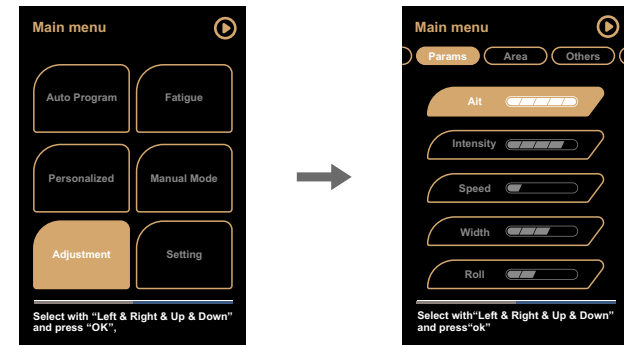 Main menu
Auto Program
Fatigue
Personalized
Manual Mode
Adjustment
Setting
Select with “Left & Right & Up & Down”
and press “OK”,
Main menu
Params
Area
Others
Ait
Intensity
Speed
Width
Roll
Select with“Left & Right & Up & Down”
and press“ok”